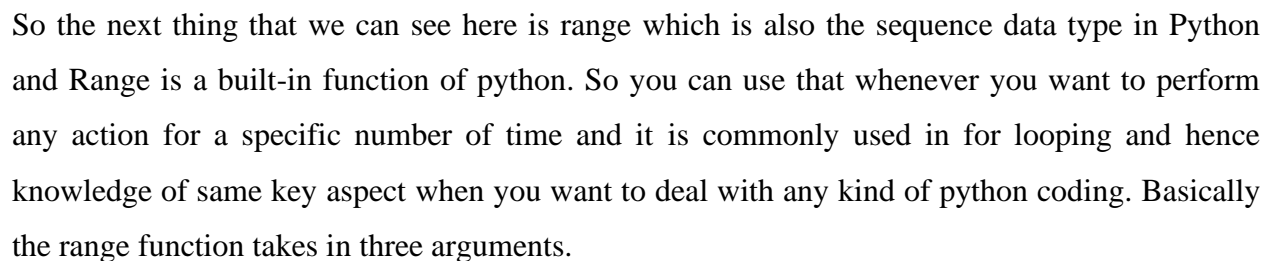 So the next thing that we can see here is range which is also the sequence data type in Python
and Range is a built-in function of python. So you can use that whenever you want to perform
any action for a specific number of time and it is commonly used in for looping and hence
knowledge of same key aspect when you want to deal with any kind of python coding. Basically
the range function takes in three arguments.